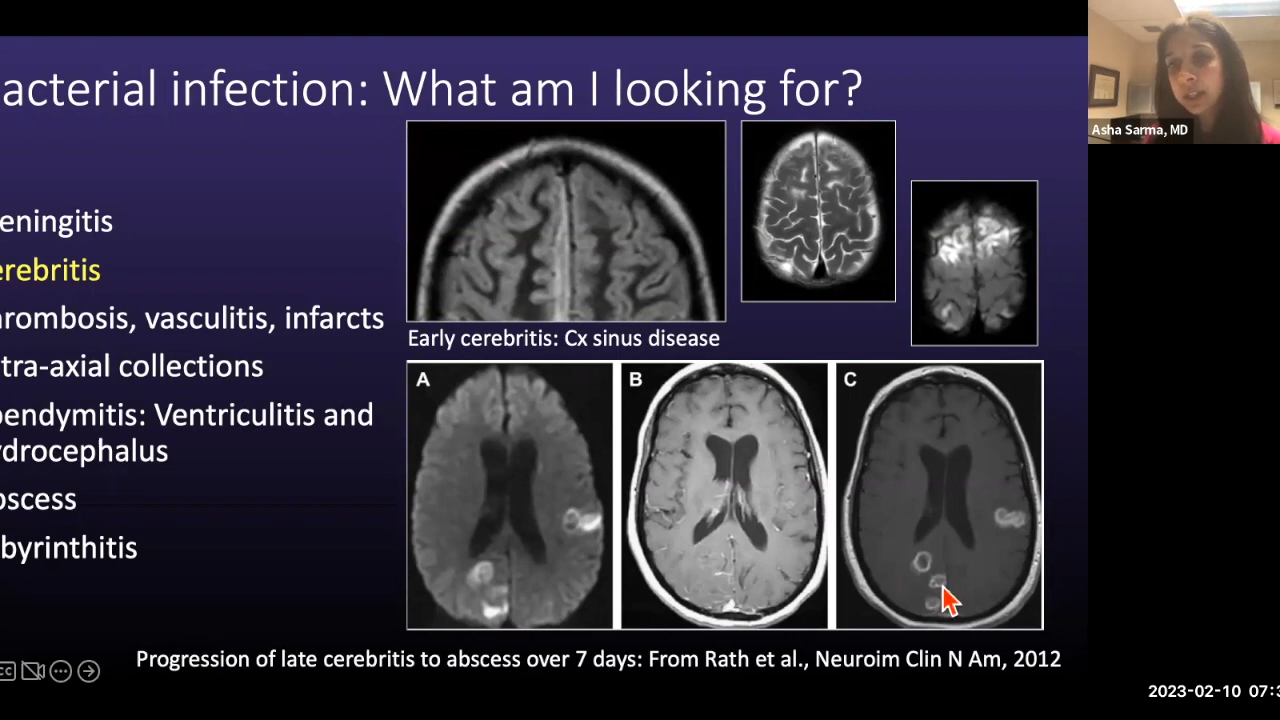 acterial infection: What am I looking for?
Asha Sarma, MD
eningitis
erebritis
rombosis, vasculitis, infarcts
tra-axial collections
pendymitis: Ventriculitis and
drocephalus
scess
byrinthitis
Early cerebritis: Cx sinus disease
A
B
C
Progression of late cerebritis to abscess over 7 days: From Rath et al., Neuroim Clin N Am, 2012
CC
2023-02-10 07:3